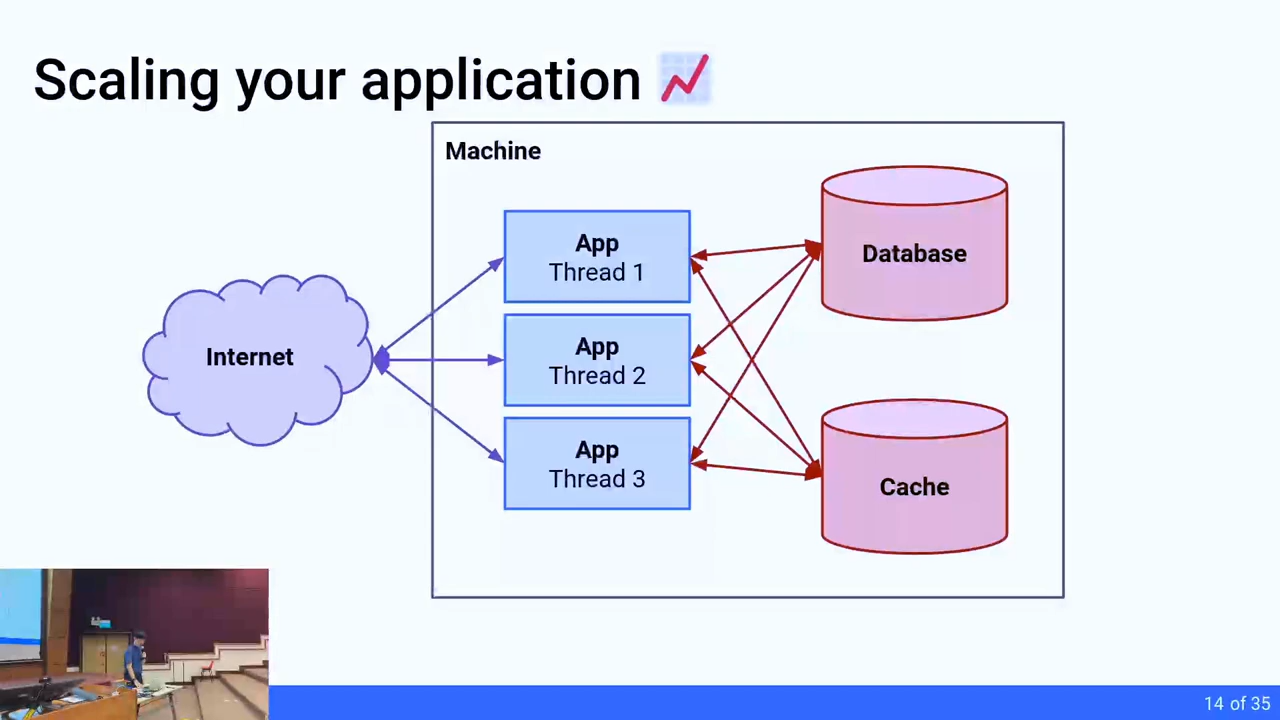 Scaling your application 📈
Machine
App
Thread 1
Database
Internet
App
Thread 2
App
Thread 3
Cache
14 of 35